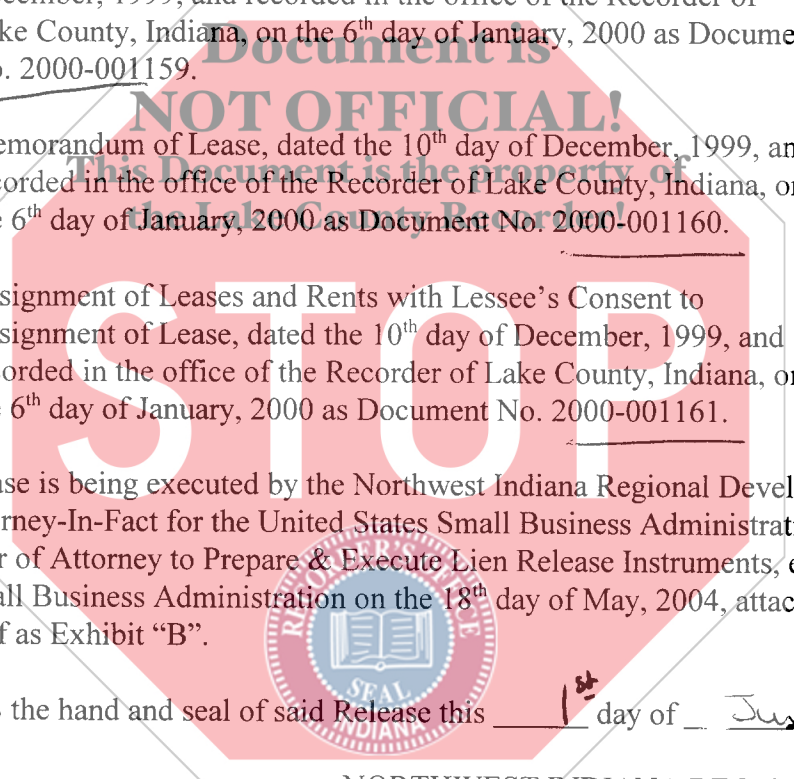 December, 1999, and recorded in the office of the Recorder of
ke County, Indiana, on the 6th day of January, 2000 as Docume
o. 2000-001159.
Document is
NOT OFFICIAL!
This Document is the property of
the Lake County Recorder!
emorandum of Lease, dated the 10th day of December, 1999, an
corded in the office of the Recorder of Lake County, Indiana, on
e 6th day of January, 2000 as Document No. 2000-001160.
signment of Leases and Rents with Lessee's Consent to
signment of Lease, dated the 10th day of December, 1999, and
corded in the office of the Recorder of Lake County, Indiana, on
e 6th day of January, 2000 as Document No. 2000-001161.
STOP
ase is being executed by the Northwest Indiana Regional Devel
rney-In-Fact for the United States Small Business Administrati
r of Attorney to Prepare & Execute Lien Release Instruments, e
all Business Administration on the 18th day of May, 2004, attac
f as Exhibit "B".
RECORDER'S OFFICE
SEAL
INDIANA
s the hand and seal of said Release this 1st day of